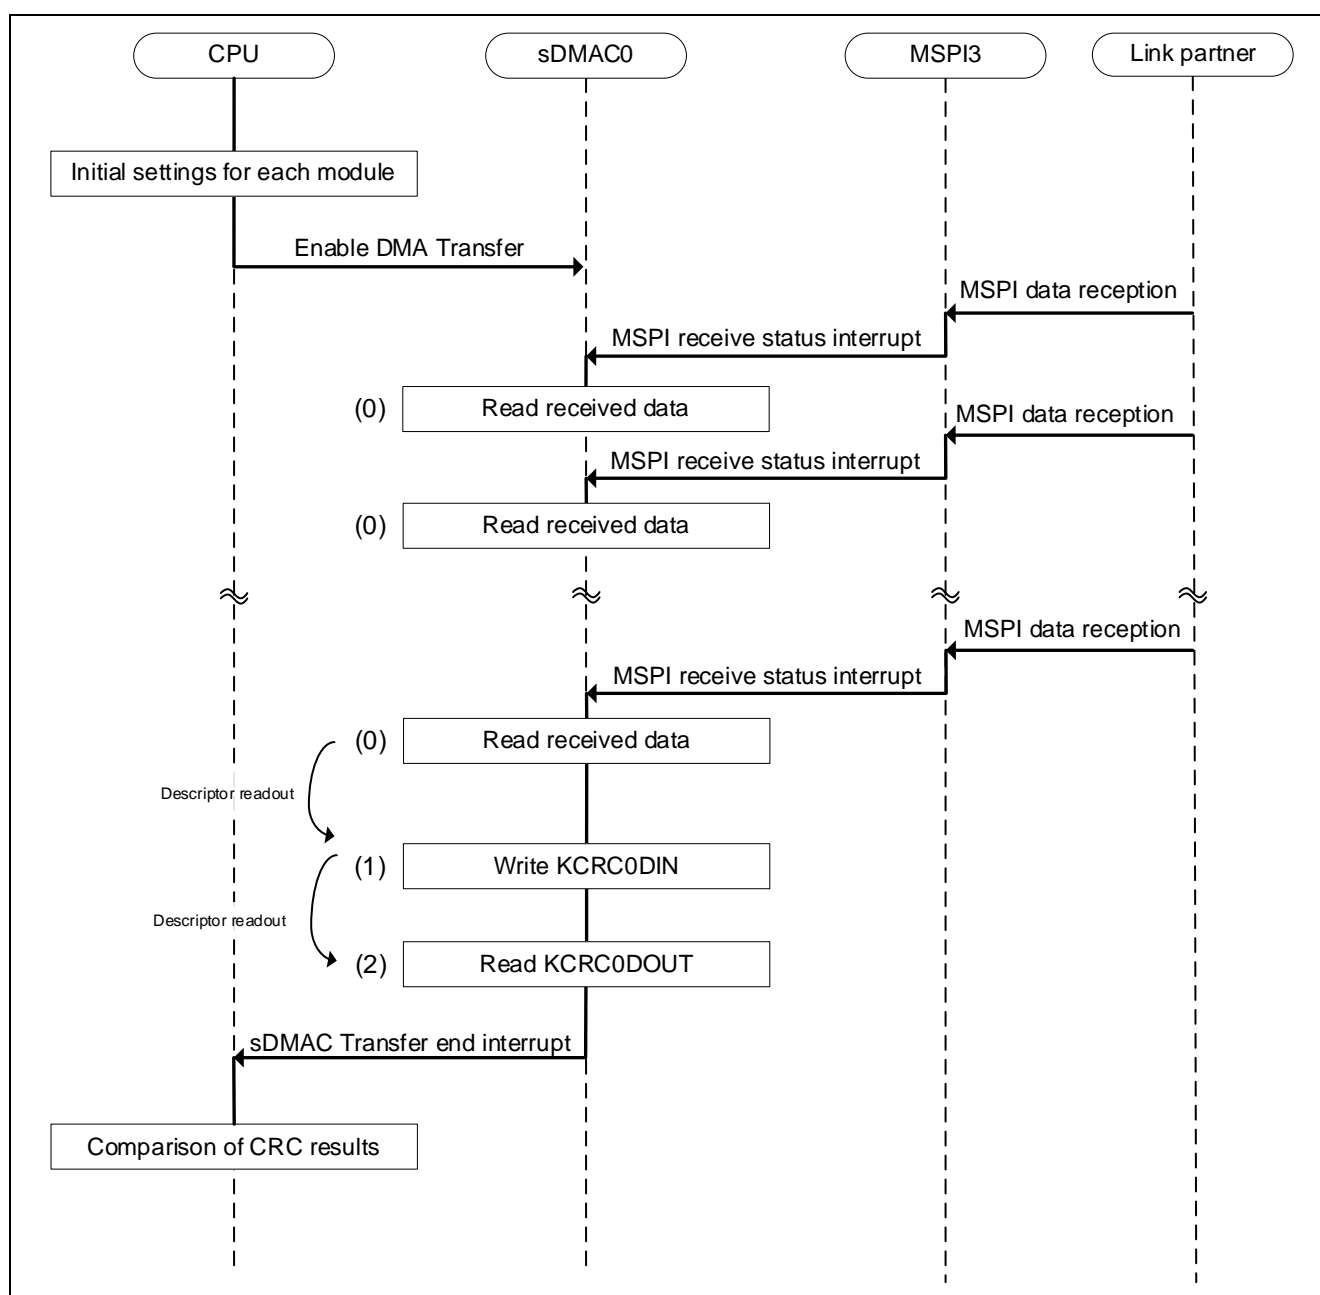 CPU
sDMAC0
MSPI3
Link partner
Initial settings for each module
Enable DMA Transfer
MSPI data reception
MSPI receive status interrupt
(0)
Read received data
MSPI data reception
MSPI receive status interrupt
(0)
Read received data
MSPI data reception
MSPI receive status interrupt
(0)
Read received data
Descriptor readout
(1)
Write KCRC0DIN
Descriptor readout
(2)
Read KCRC0DOUT
sDMAC Transfer end interrupt
Comparison of CRC results